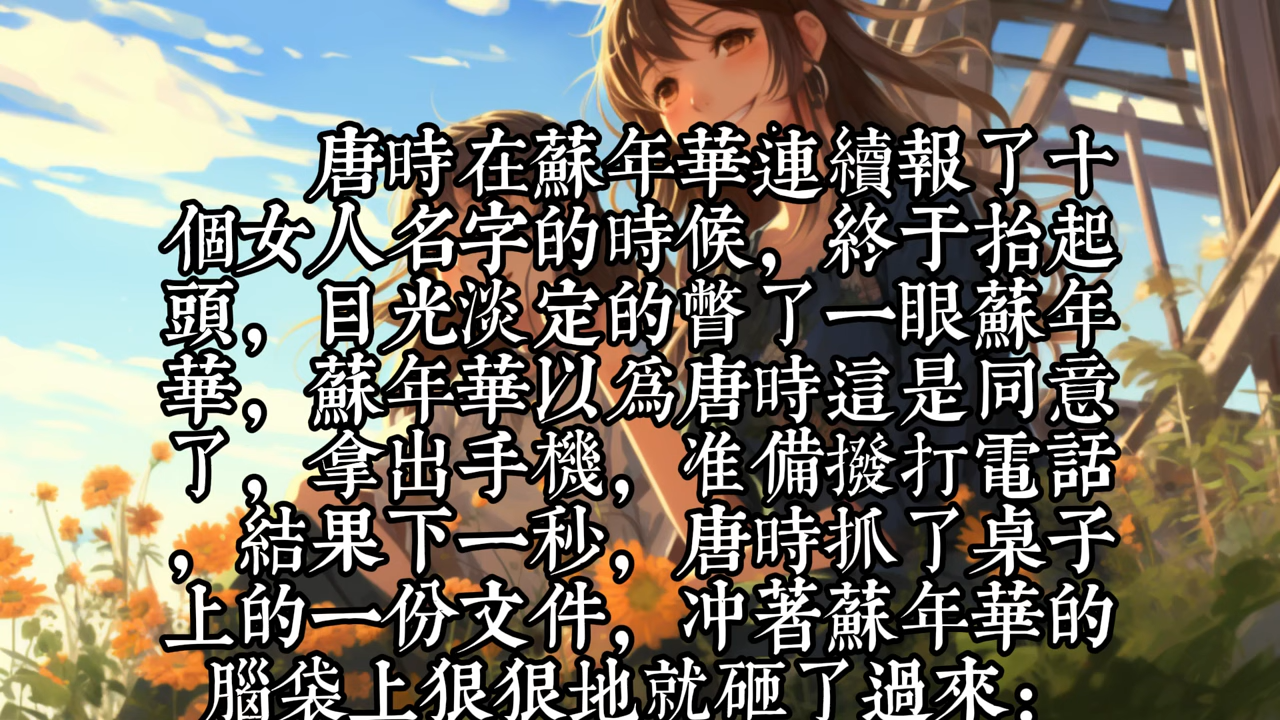 唐時在蘇年華連續報了十
個女人名字的時候，終于抬起
頭，目光淡定的瞥了一眼蘇年
華，蘇年華以爲唐時這是同意
了，拿出手機，准備撥打電話
，結果下一秒，唐時抓了桌子
上的一份文件，冲著蘇年華的
腦袋上狠狠地就砸了過來：